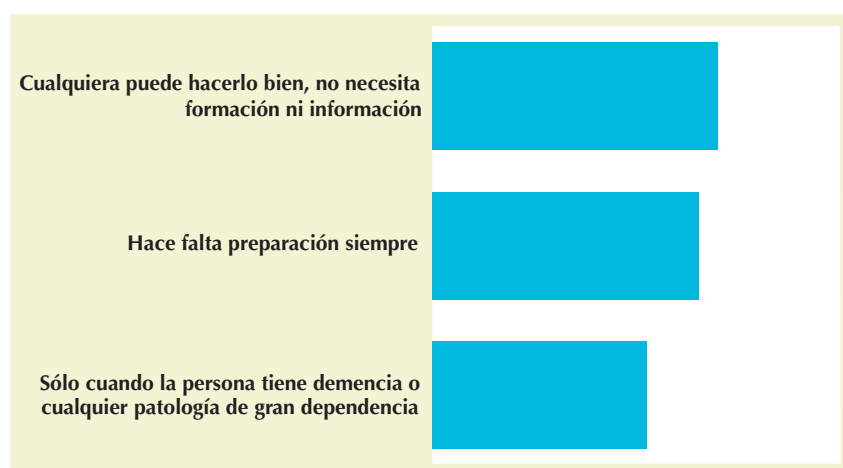 Cualquiera puede hacerlo bien, no necesita
formación ni información
Hace falta preparación siempre
Sólo cuando la persona tiene demencia o
cualquier patología de gran dependencia